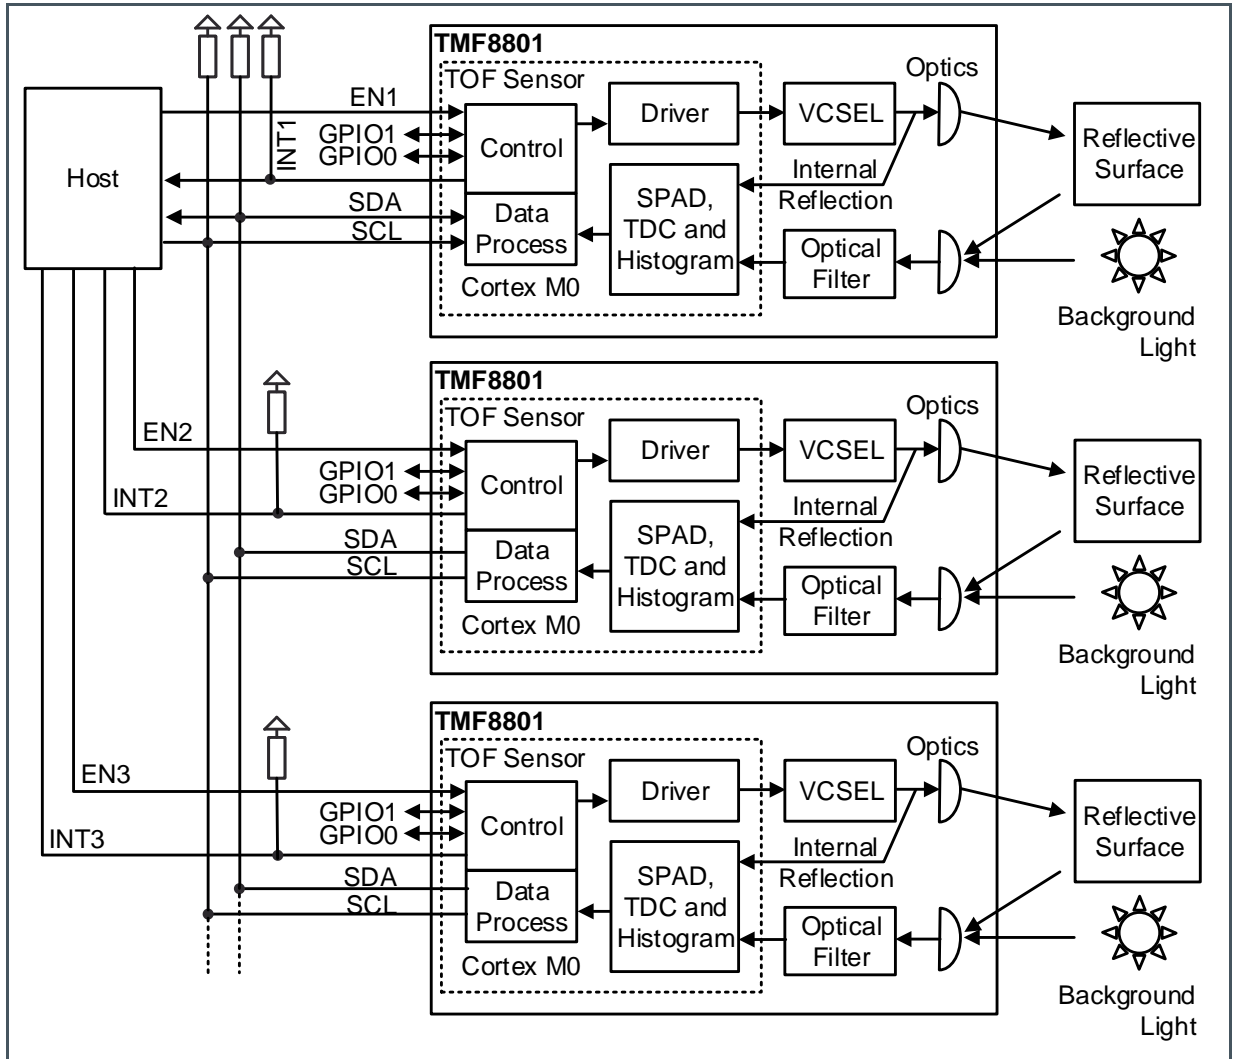 TMF8801
TOF Sensor
Optics
EN1
Driver
VCSEL
GPIO1
GPIO0
INT1
Control
Reflective
Surface
Host
Internal
Reflection
SDA
SCL
Data
Process
SPAD,
TDC and
Histogram
Optical
Filter
Cortex M0
Background
Light
TMF8801
TOF Sensor
Optics
EN2
Driver
VCSEL
GPIO1
GPIO0
Control
Reflective
Surface
INT2
Internal
Reflection
SDA
SCL
Data
Process
SPAD,
TDC and
Histogram
Optical
Filter
Cortex M0
Background
Light
TMF8801
TOF Sensor
Optics
EN3
Driver
VCSEL
GPIO1
GPIO0
Control
Reflective
Surface
INT3
Internal
Reflection
SDA
SCL
Data
Process
SPAD,
TDC and
Histogram
Optical
Filter
Cortex M0
Background
Light